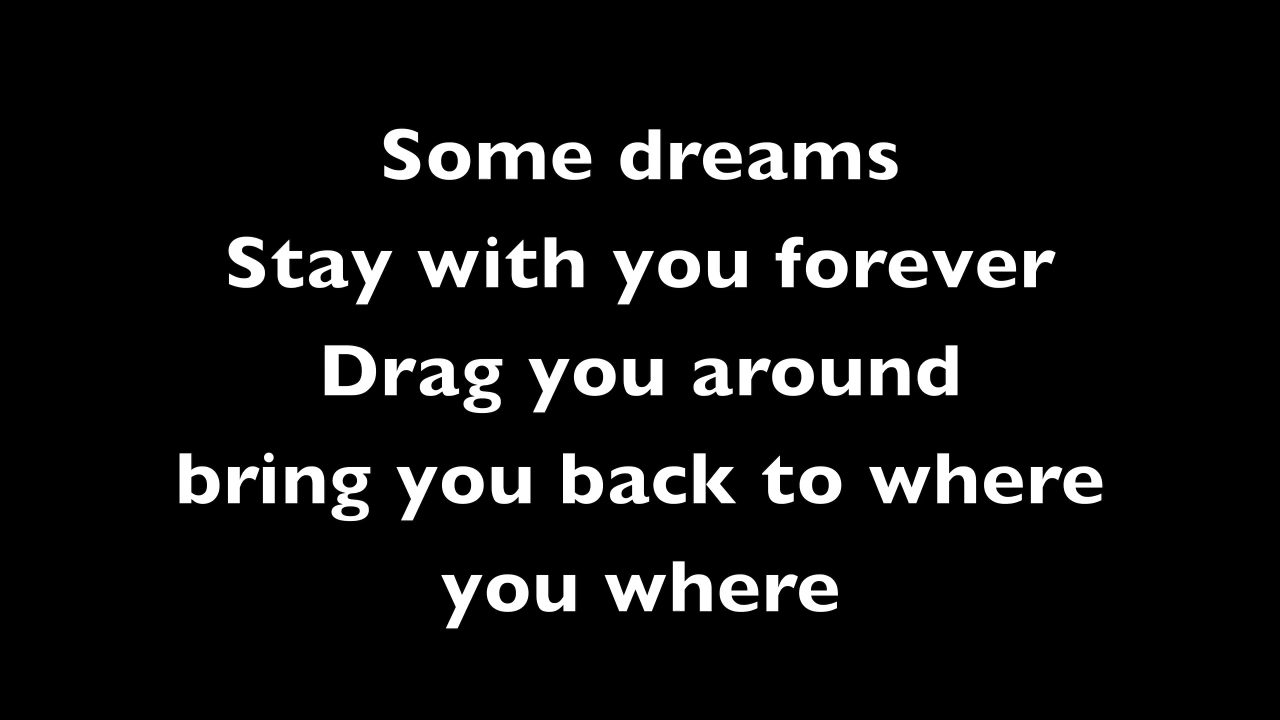 Some dreams
Stay with you forever
Drag you around
bring you back to where
you where